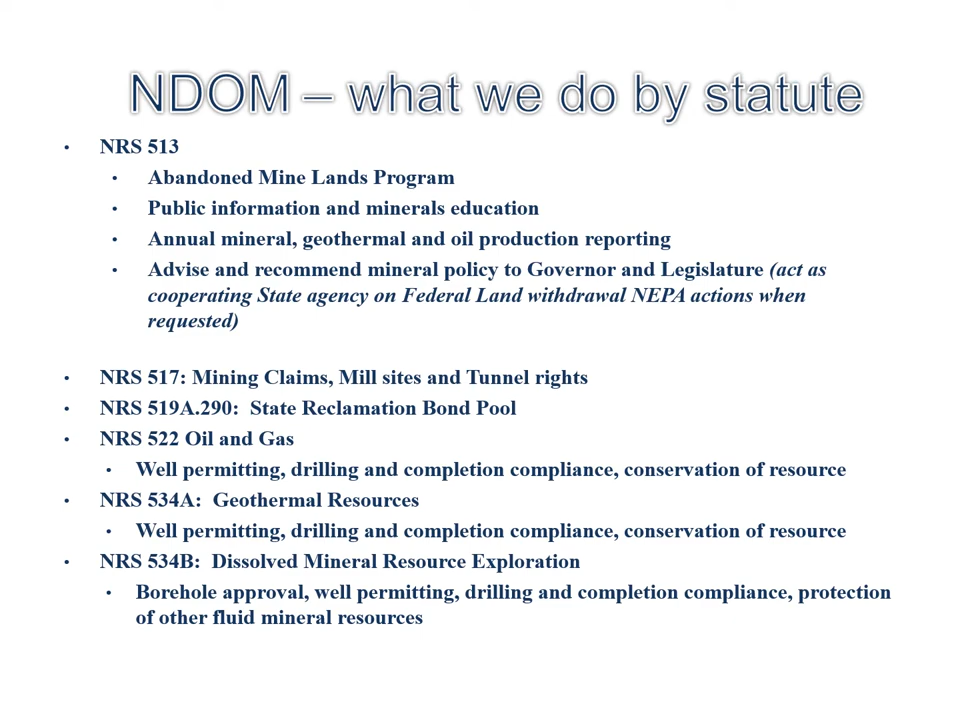 NDOM – what we do by statute
• NRS 513
• Abandoned Mine Lands Program
• Public information and minerals education
• Annual mineral, geothermal and oil production reporting
• Advise and recommend mineral policy to Governor and Legislature (act as
cooperating State agency on Federal Land withdrawal NEPA actions when
requested)
• NRS 517: Mining Claims, Mill sites and Tunnel rights
• NRS 519A.290:  State Reclamation Bond Pool
• NRS 522 Oil and Gas
• Well permitting, drilling and completion compliance, conservation of resource
• NRS 534A:  Geothermal Resources
• Well permitting, drilling and completion compliance, conservation of resource
• NRS 534B:  Dissolved Mineral Resource Exploration
• Borehole approval, well permitting, drilling and completion compliance, protection
of other fluid mineral resources